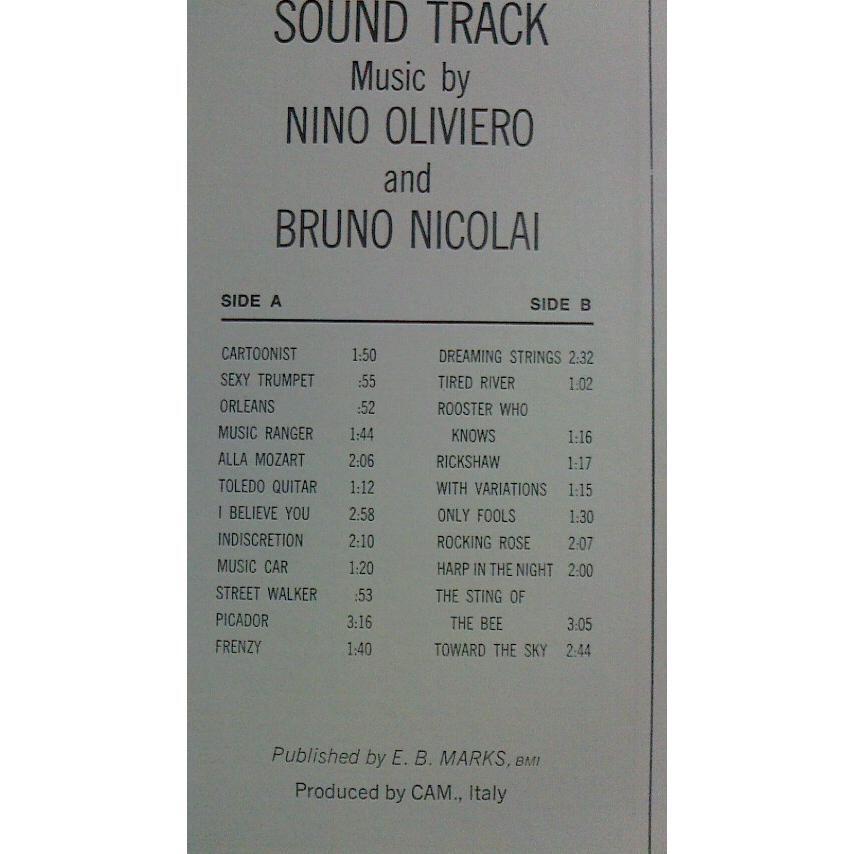 SOUND TRACK
Music by
NINO OLIVIERO
and
BRUNO NICOLAI
SIDE A
CARTOONIST 1:50
SEXY TRUMPET :55
ORLEANS :52
MUSIC RANGER 1:44
ALLA MOZART 2:06
TOLEDO QUITAR 1:12
I BELIEVE YOU 2:58
INDISCRETION 2:10
MUSIC CAR 1:20
STREET WALKER :53
PICADOR 3:16
FRENZY 1:40
SIDE B
DREAMING STRINGS 2:32
TIRED RIVER 1:02
ROOSTER WHO
KNOWS 1:16
RICKSHAW 1:17
WITH VARIATIONS 1:15
ONLY FOOLS 1:30
ROCKING ROSE 2:07
HARP IN THE NIGHT 2:00
THE STING OF
THE BEE 3:05
TOWARD THE SKY 2:44
Published by E. B. MARKS, BMI
Produced by CAM., Italy